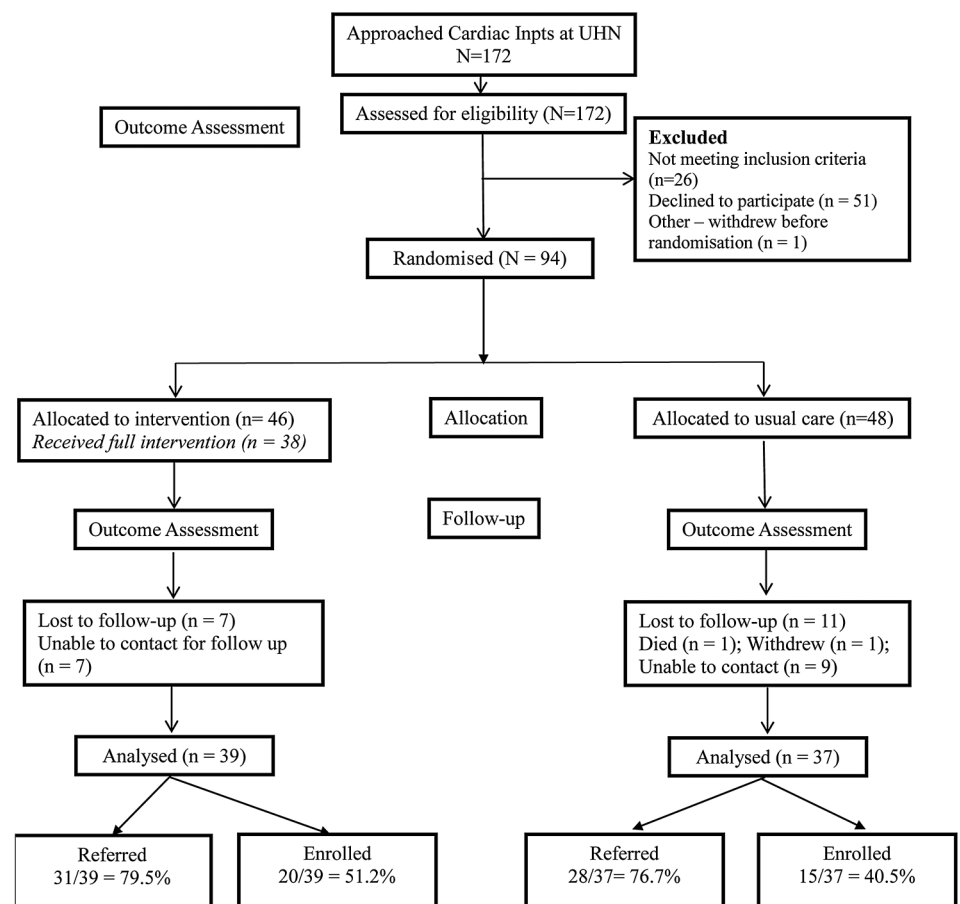 Approached Cardiac Inpts at UHN
N=172
Assessed for eligibility (N=172)
Outcome Assessment
Excluded
Not meeting inclusion criteria
(n=26)
Declined to participate (n = 51)
Other – withdrew before
randomisation (n = 1)
Randomised (N = 94)
Allocated to intervention (n= 46)
Received full intervention (n = 38)
Allocation
Allocated to usual care (n=48)
Outcome Assessment
Follow-up
Outcome Assessment
Lost to follow-up (n = 7)
Unable to contact for follow up
(n = 7)
Lost to follow-up (n = 11)
Died (n = 1); Withdrew (n = 1);
Unable to contact (n = 9)
Analysed (n = 39)
Analysed (n = 37)
Referred
31/39 = 79.5%
Enrolled
20/39 = 51.2%
Referred
28/37= 76.7%
Enrolled
15/37 = 40.5%